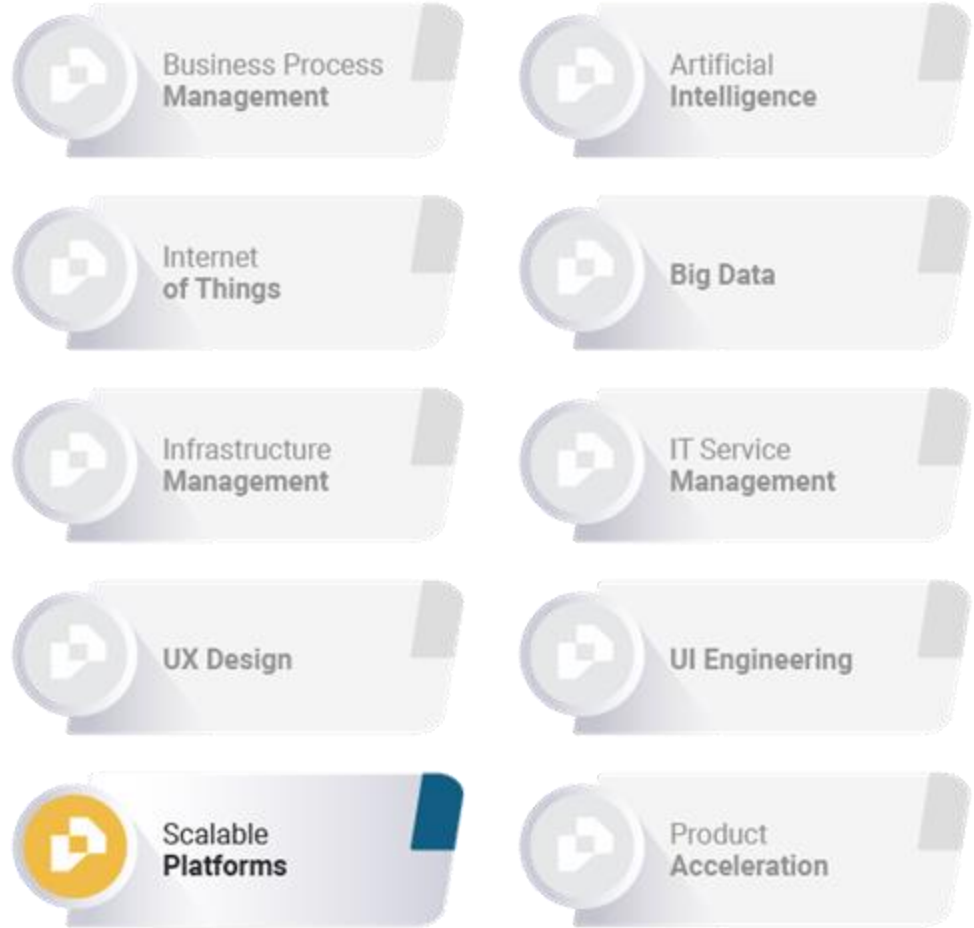 Business Process
Management
Artificial
Intelligence
Internet
of Things
Big Data
Infrastructure
Management
IT Service
Management
UX Design
UI Engineering
Scalable
Platforms
Product
Acceleration